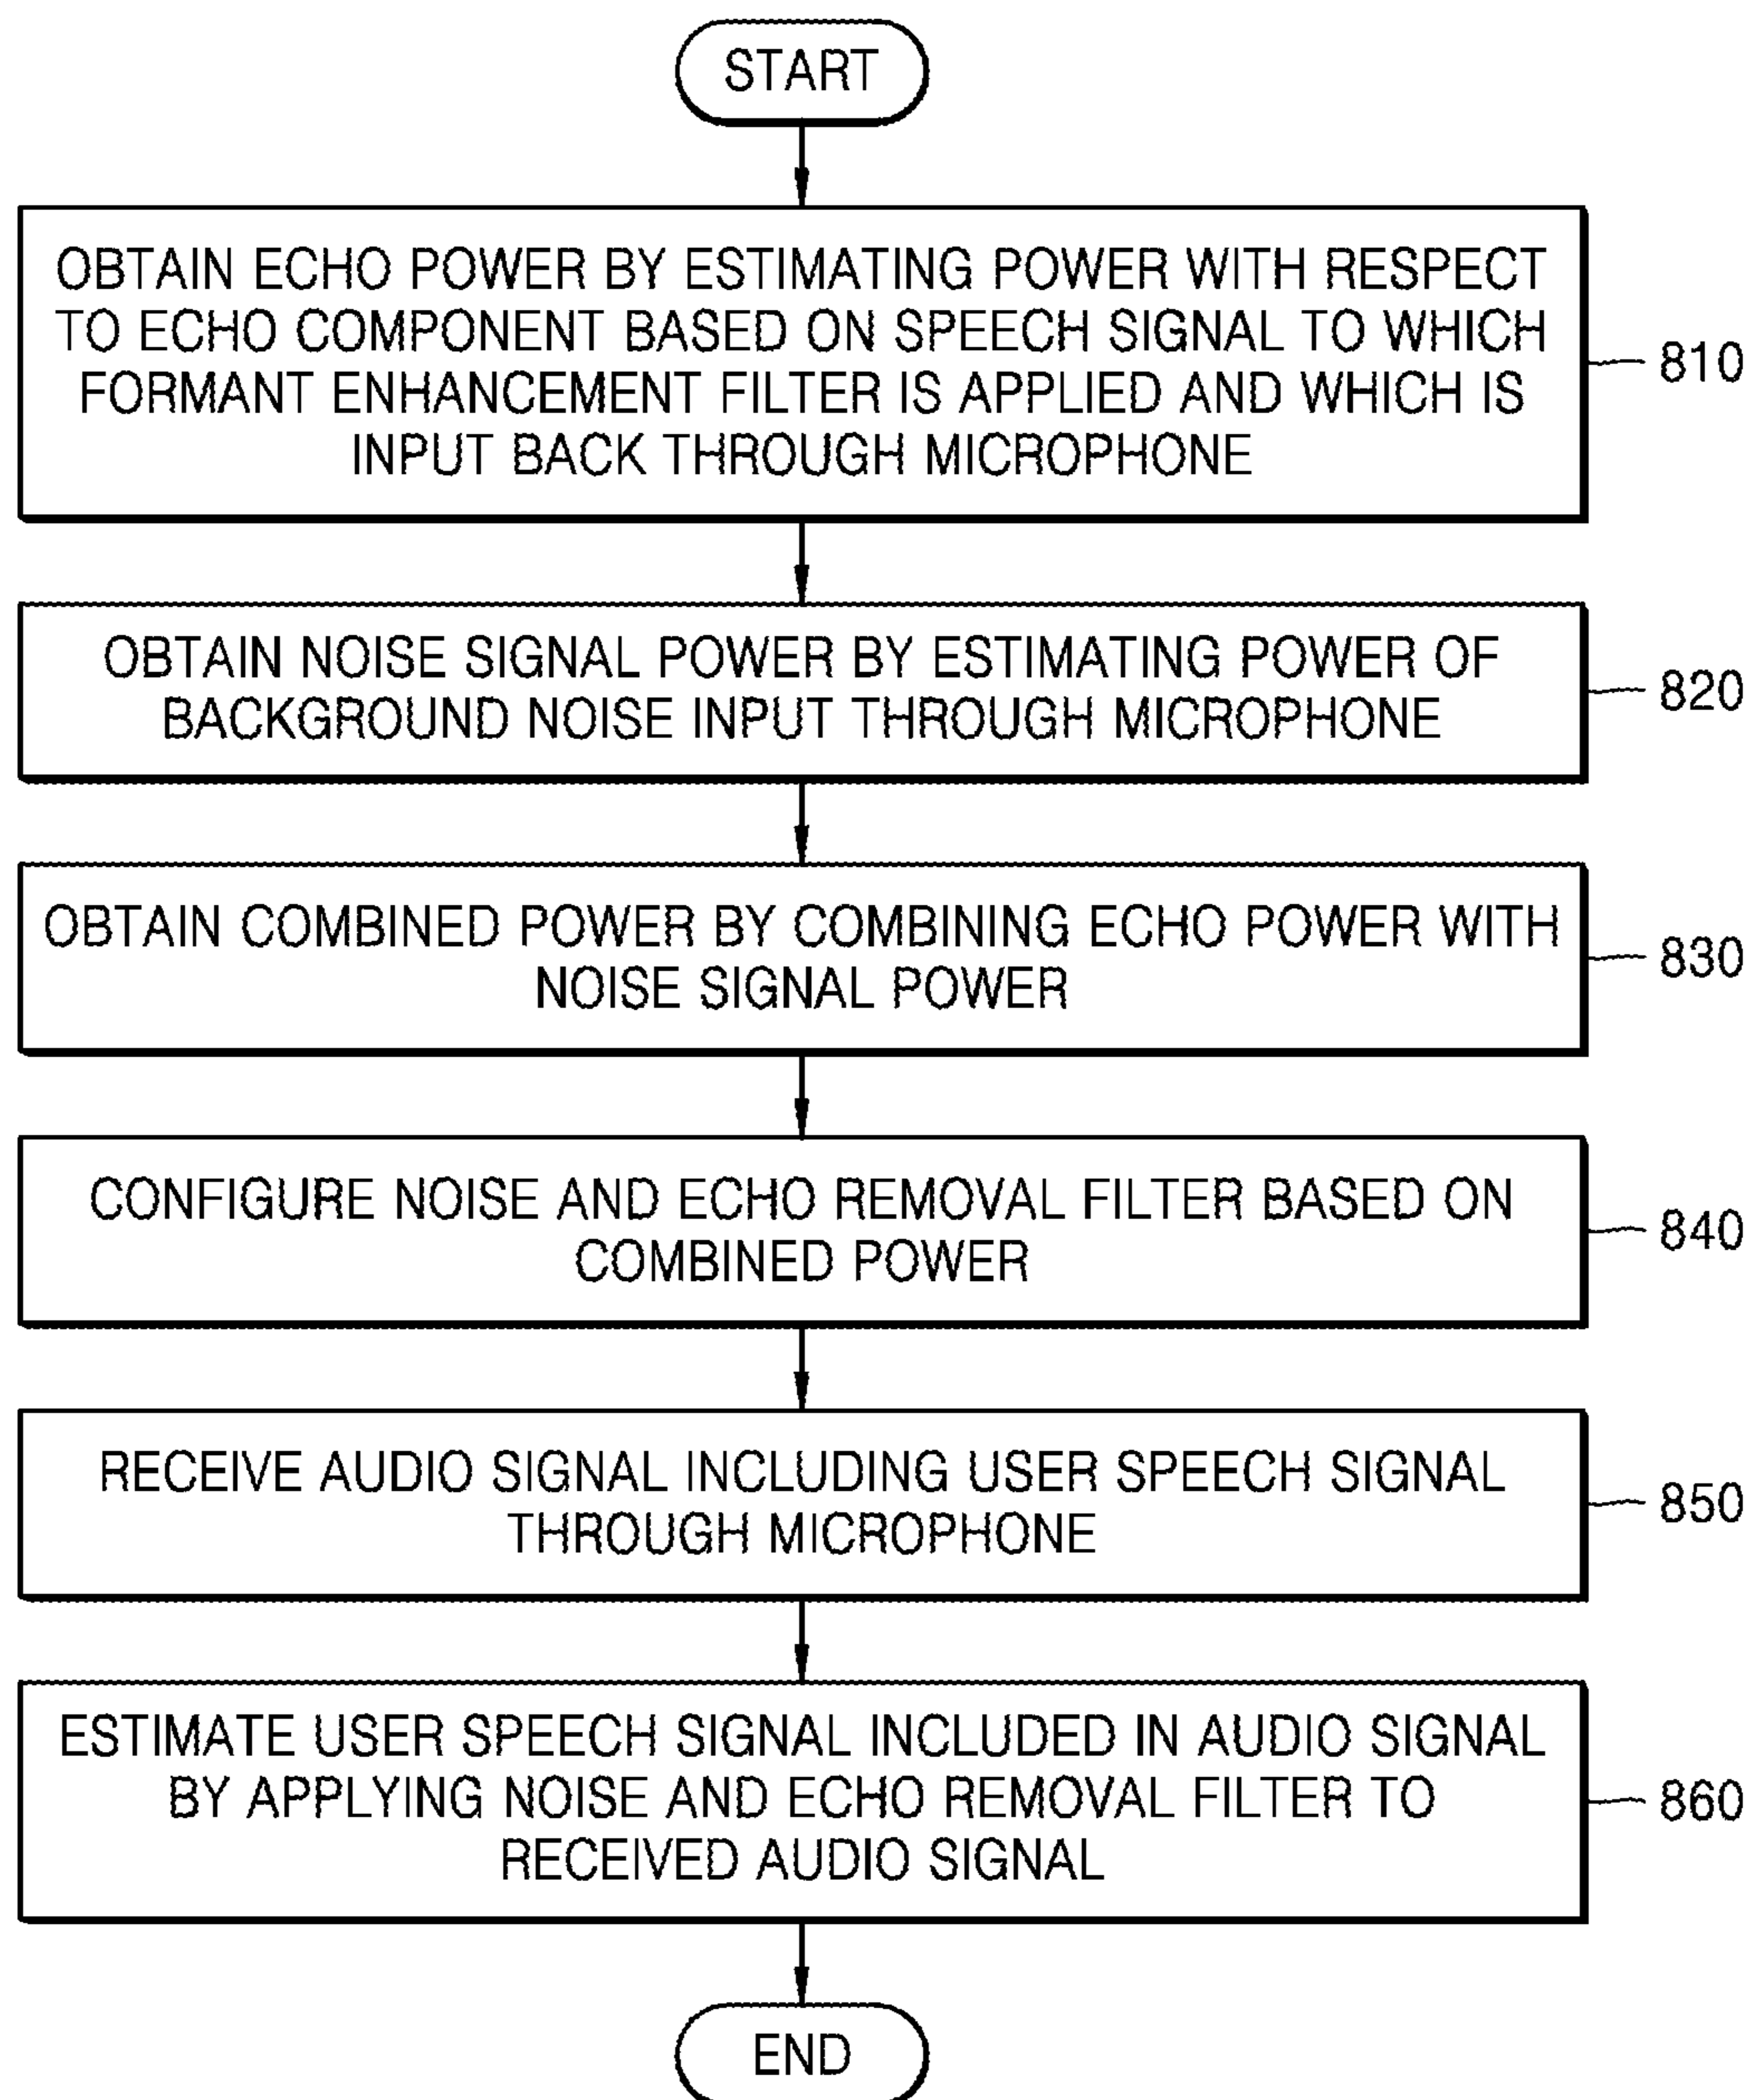 START
OBTAIN ECHO POWER BY ESTIMATING POWER WITH RESPECT
TO ECHO COMPONENT BASED ON SPEECH SIGNAL TO WHICH
FORMANT ENHANCEMENT FILTER IS APPLIED AND WHICH IS
INPUT BACK THROUGH MICROPHONE
810
OBTAIN NOISE SIGNAL POWER BY ESTIMATING POWER OF
BACKGROUND NOISE INPUT THROUGH MICROPHONE
820
OBTAIN COMBINED POWER BY COMBINING ECHO POWER WITH
NOISE SIGNAL POWER
830
CONFIGURE NOISE AND ECHO REMOVAL FILTER BASED ON
COMBINED POWER
840
RECEIVE AUDIO SIGNAL INCLUDING USER SPEECH SIGNAL
THROUGH MICROPHONE
850
ESTIMATE USER SPEECH SIGNAL INCLUDED IN AUDIO SIGNAL
BY APPLYING NOISE AND ECHO REMOVAL FILTER TO
RECEIVED AUDIO SIGNAL
860
END